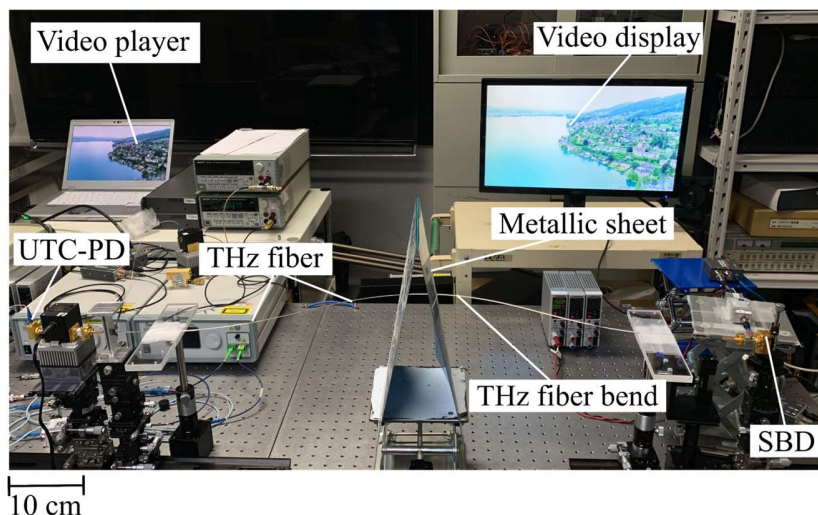 Video player
Video display
Metallic sheet
UTC-PD
THz fiber
THz fiber bend
SBD
10 cm